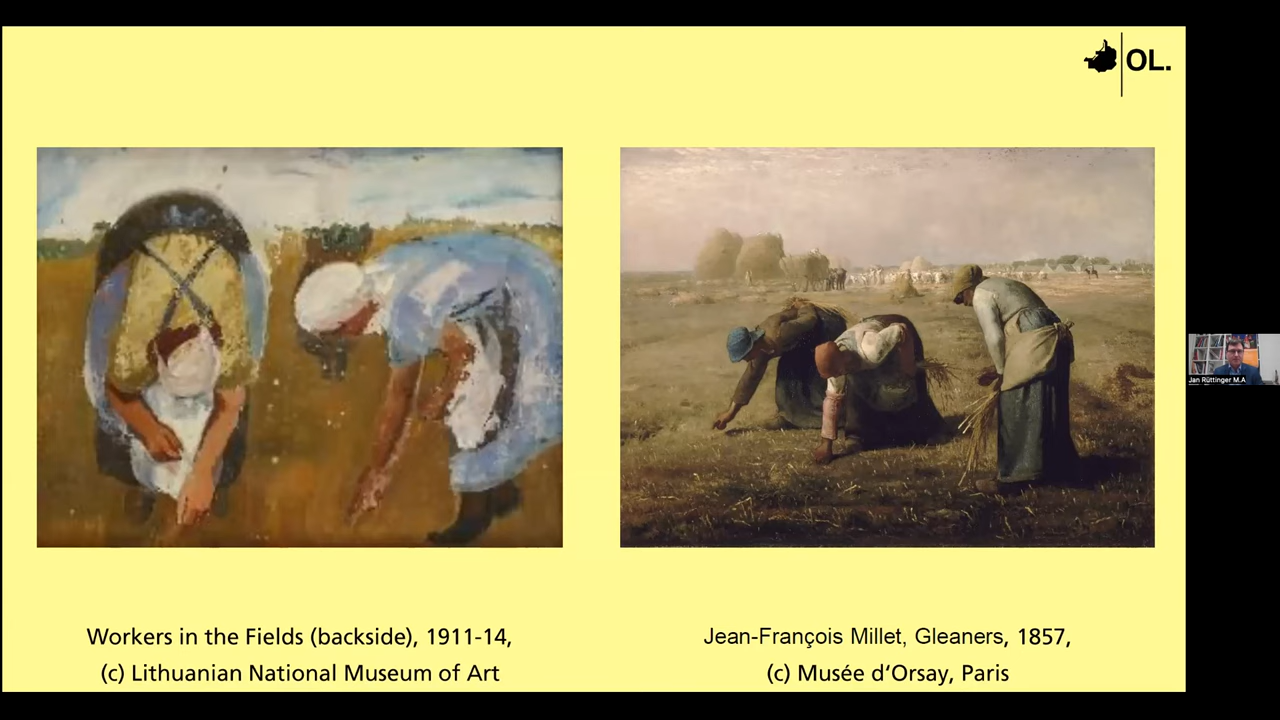 OL.
Workers in the Fields (backside), 1911-14,
(c) Lithuanian National Museum of Art
Jean-François Millet, Gleaners, 1857,
(c) Musée d‘Orsay, Paris
Jan Rüttinger M.A